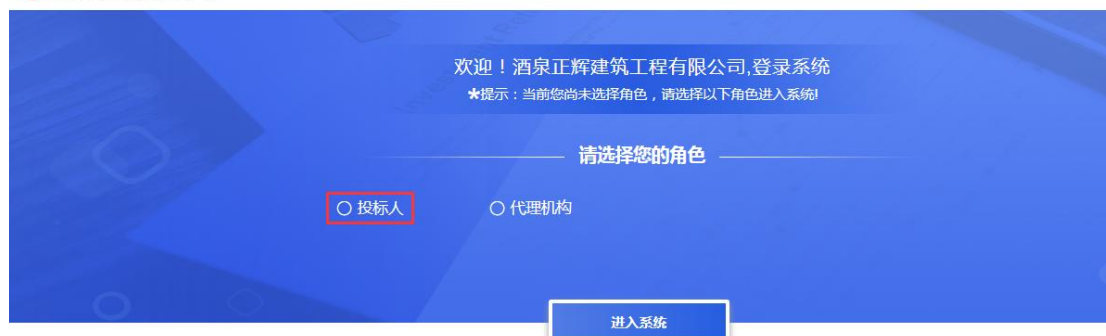 欢迎！酒泉正辉建筑工程有限公司,登录系统
★提示：当前您尚未选择角色，请选择以下角色进入系统!
请选择您的角色
投标人 代理机构
进入系统